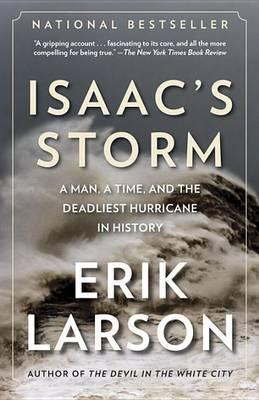 NATIONAL BESTSELLER
"A gripping account . . . fascinating to its core, and all the more
compelling for being true." —The New York Times Book Review
ISAAC'S
STORM
A MAN, A TIME, AND THE
DEADLIEST HURRICANE
IN HISTORY
ERIK
LARSON
AUTHOR OF THE DEVIL IN THE WHITE CITY